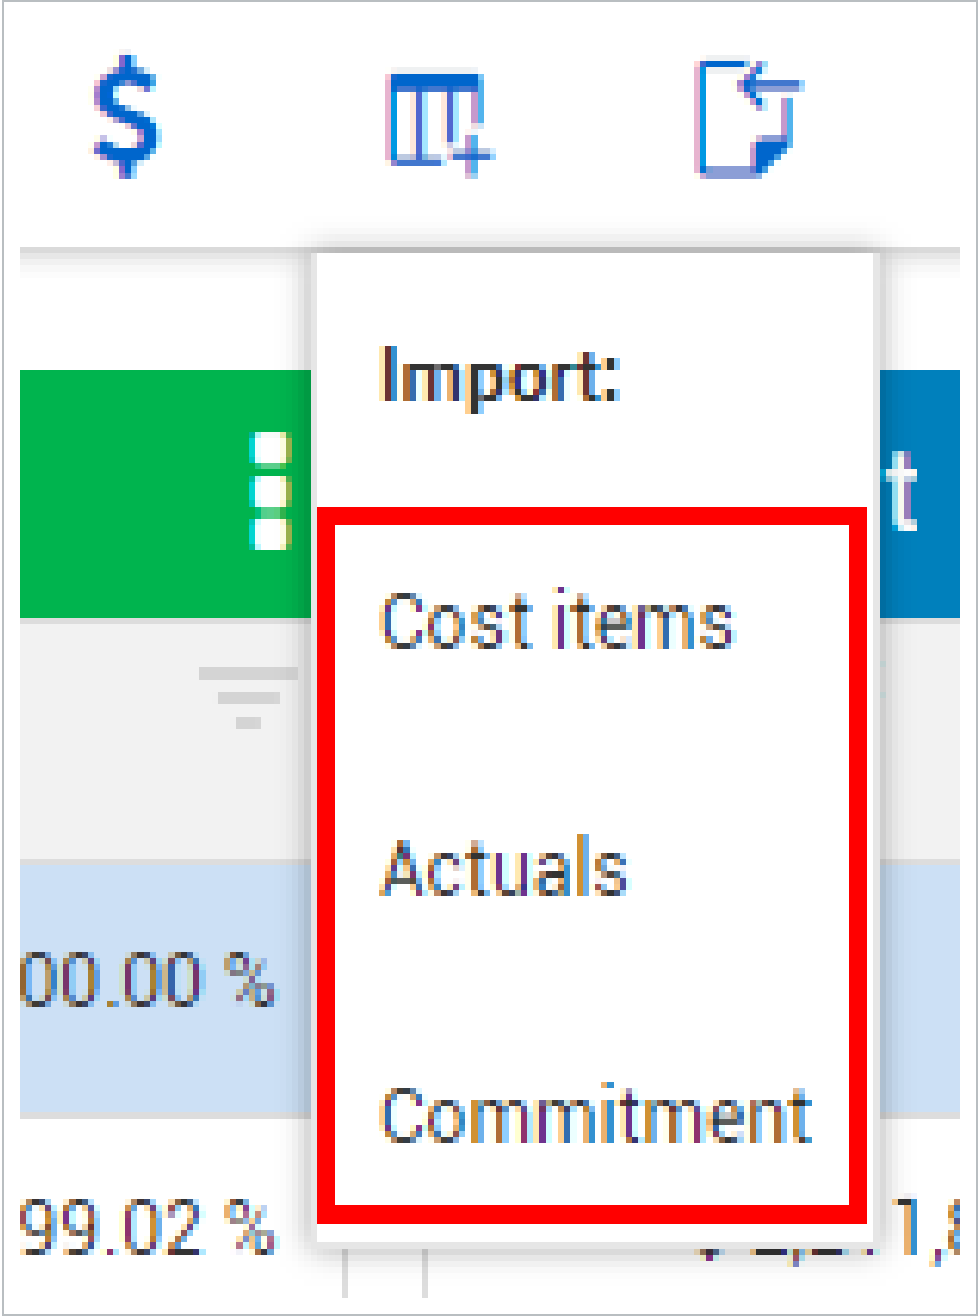 $
Import:
t
Cost items
Actuals
00.00 %
Commitment
99.02 %